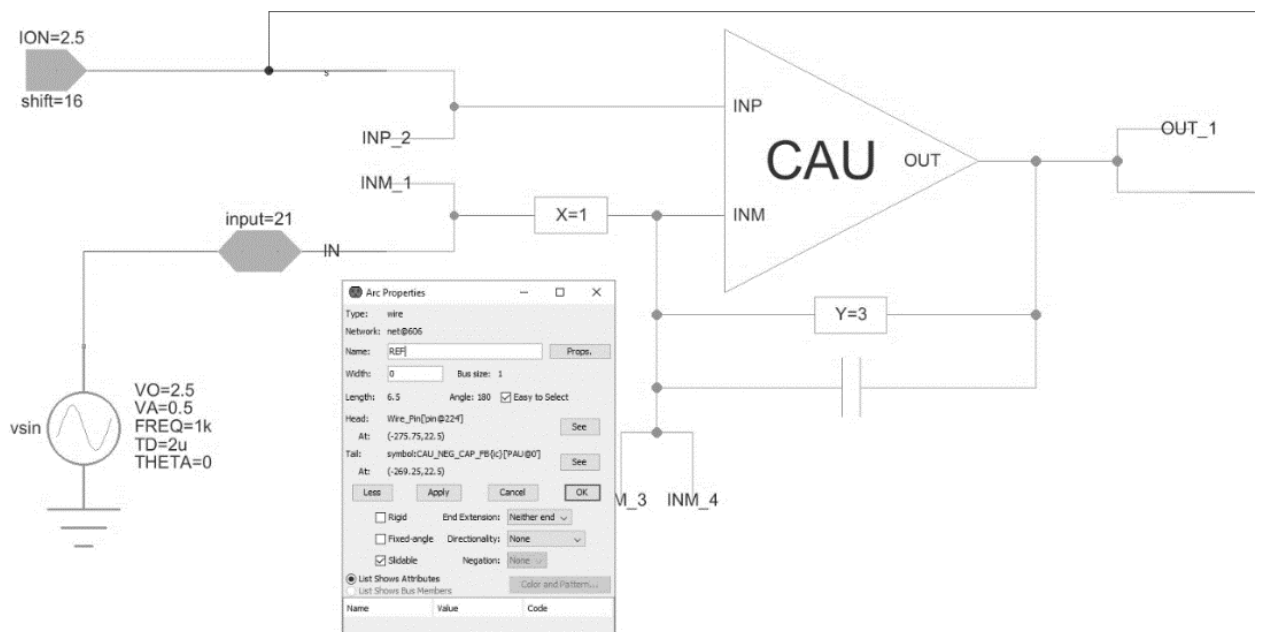 ION=2.5
shift=16
s
INP_2
INM_1
input=21
IN
X=1
INP
INM
CAU
OUT
OUT_1
Y=3
M_3
INM_4
vsin
VO=2.5
VA=0.5
FREQ=1k
TD=2u
THETA=0
Arc Properties
Type: wire
Network: net@606
Name: REF Props.
Width: 0 Bus size: 1
Length: 6.5 Angle: 180 Easy to Select
Head: Wire_Pin['pin@224'] See
At: (-275.75,22.5)
Tail: symbol:CAU_NEG_CAP_FB{ic}['PAU@0'] See
At: (-269.25,22.5)
Less Apply Cancel OK
Rigid End Extension: Neither end
Fixed-angle Directionality: None
Slidable Negation: None
List Shows Attributes Color and Pattern...
List Shows Bus Members
Name Value Code